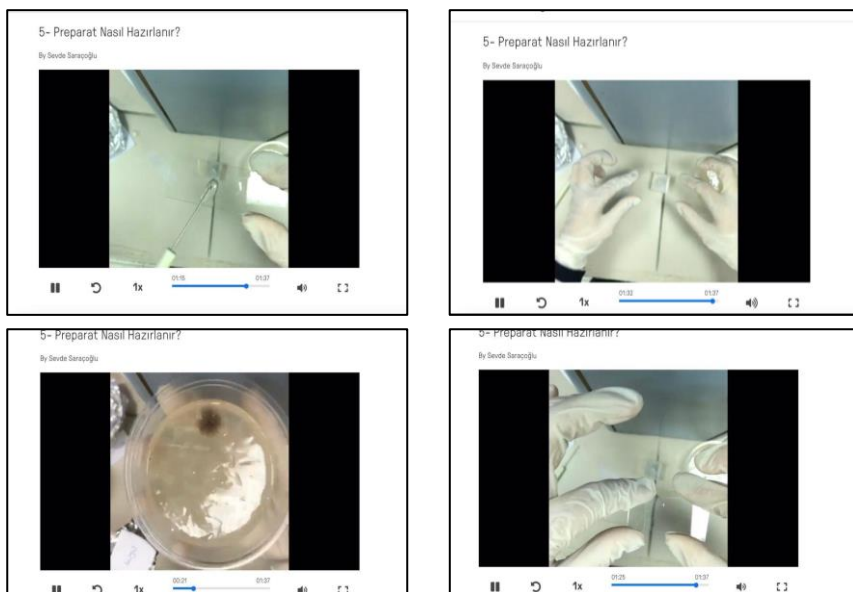 5- Preparat Nasıl Hazırlanır?
By Sevde Saraçoğlu
01:15 01:37
1x
5- Preparat Nasıl Hazırlanır?
By Sevde Saraçoğlu
01:32 01:37
1x
5- Preparat Nasıl Hazırlanır?
By Sevde Saraçoğlu
00:21 01:37
1x
5- Preparat Nasıl Hazırlanır?
By Sevde Saraçoğlu
01:25 01:37
1x